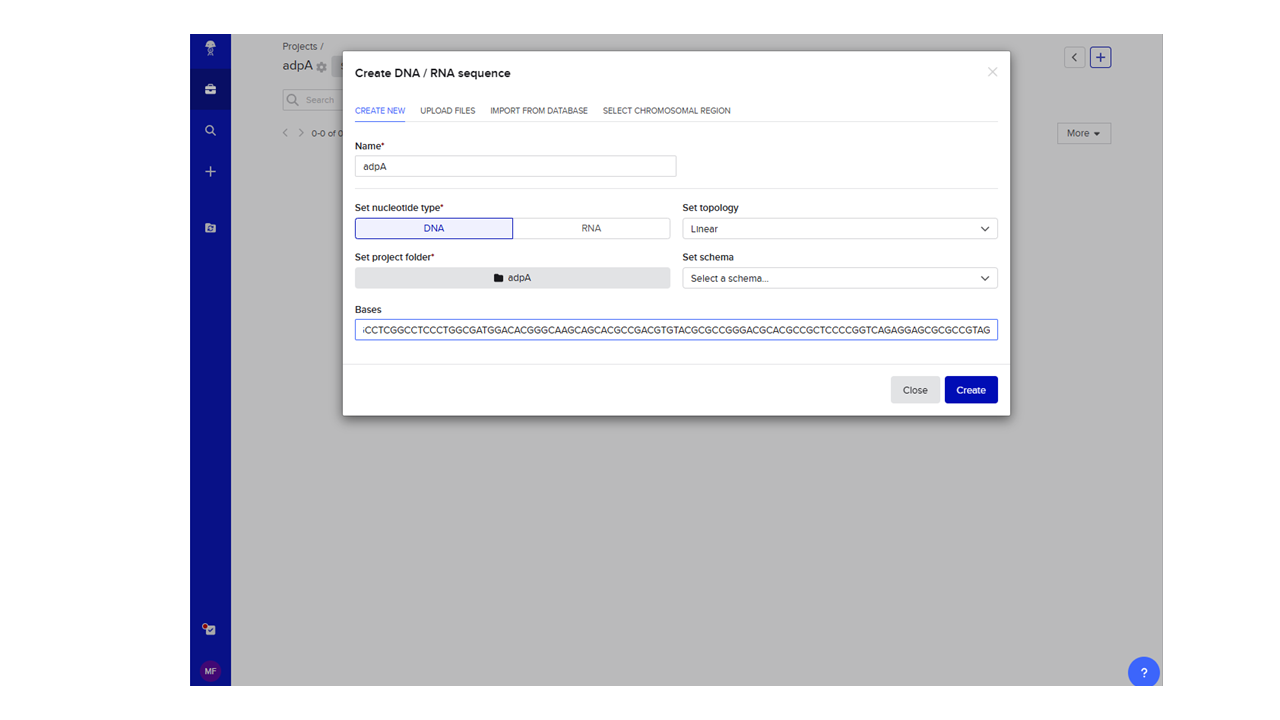 Projects /
adpA
Search
0-0 of 0
More
Create DNA / RNA sequence
CREATE NEW UPLOAD FILES IMPORT FROM DATABASE SELECT CHROMOSOMAL REGION
Name*
adpA
Set nucleotide type* Set topology
DNA RNA Linear
Set project folder* Set schema
adpA Select a schema...
Bases
CCTCGGCCTCCCTGGCGATGGACACGGGCAAGCAGCACGCCGACGTGTACGCGCCGGGACGCACGCCGCTCCCCGGTCAGAGGAGCGCGCCGTAG
Close Create
MF
?